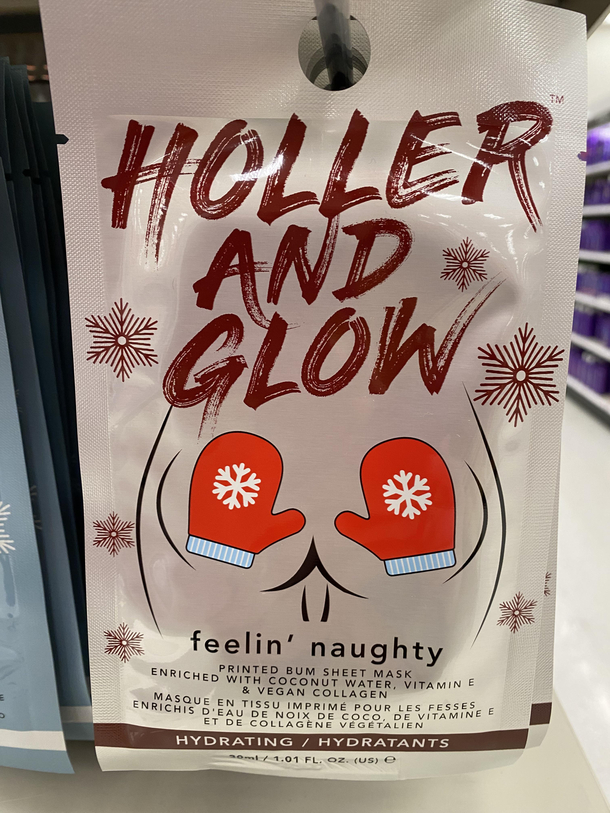 HOLLER
AND
GLOW
TM
feelin' naughty
PRINTED BUM SHEET MASK
ENRICHED WITH COCONUT WATER, VITAMIN E
& VEGAN COLLAGEN
MASQUE EN TISSU IMPRIMÉ POUR LES FESSES
ENRICHIS D'EAU DE NOIX DE COCO, DE VITAMINE E
ET DE COLLAGÈNE VÉGÉTALIEN
HYDRATING / HYDRATANTS
30ml / 1.01 FL. OZ. (US) ℮